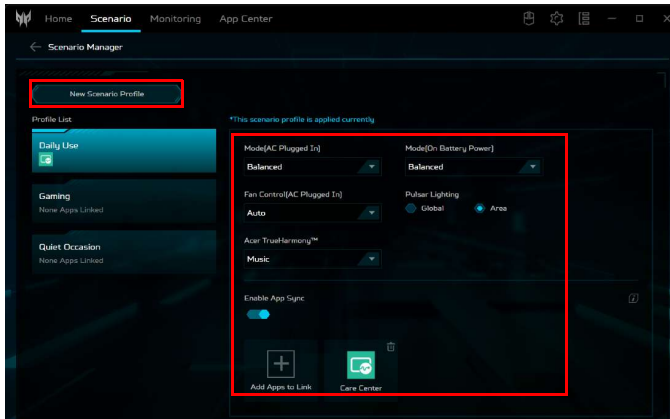 Home Scenario Monitoring App Center
Scenario Manager
New Scenario Profile
Profile List
*This scenario profile is applied currently
Daily Use
Gaming
None Apps Linked
Quiet Occasion
None Apps Linked
Mode(AC Plugged In) Mode(On Battery Power)
Balanced Balanced
Fan Control(AC Plugged In) Pulsar Lighting
Auto Global Area
Acer TrueHarmony™
Music
Enable App Sync
Add Apps to Link Care Center